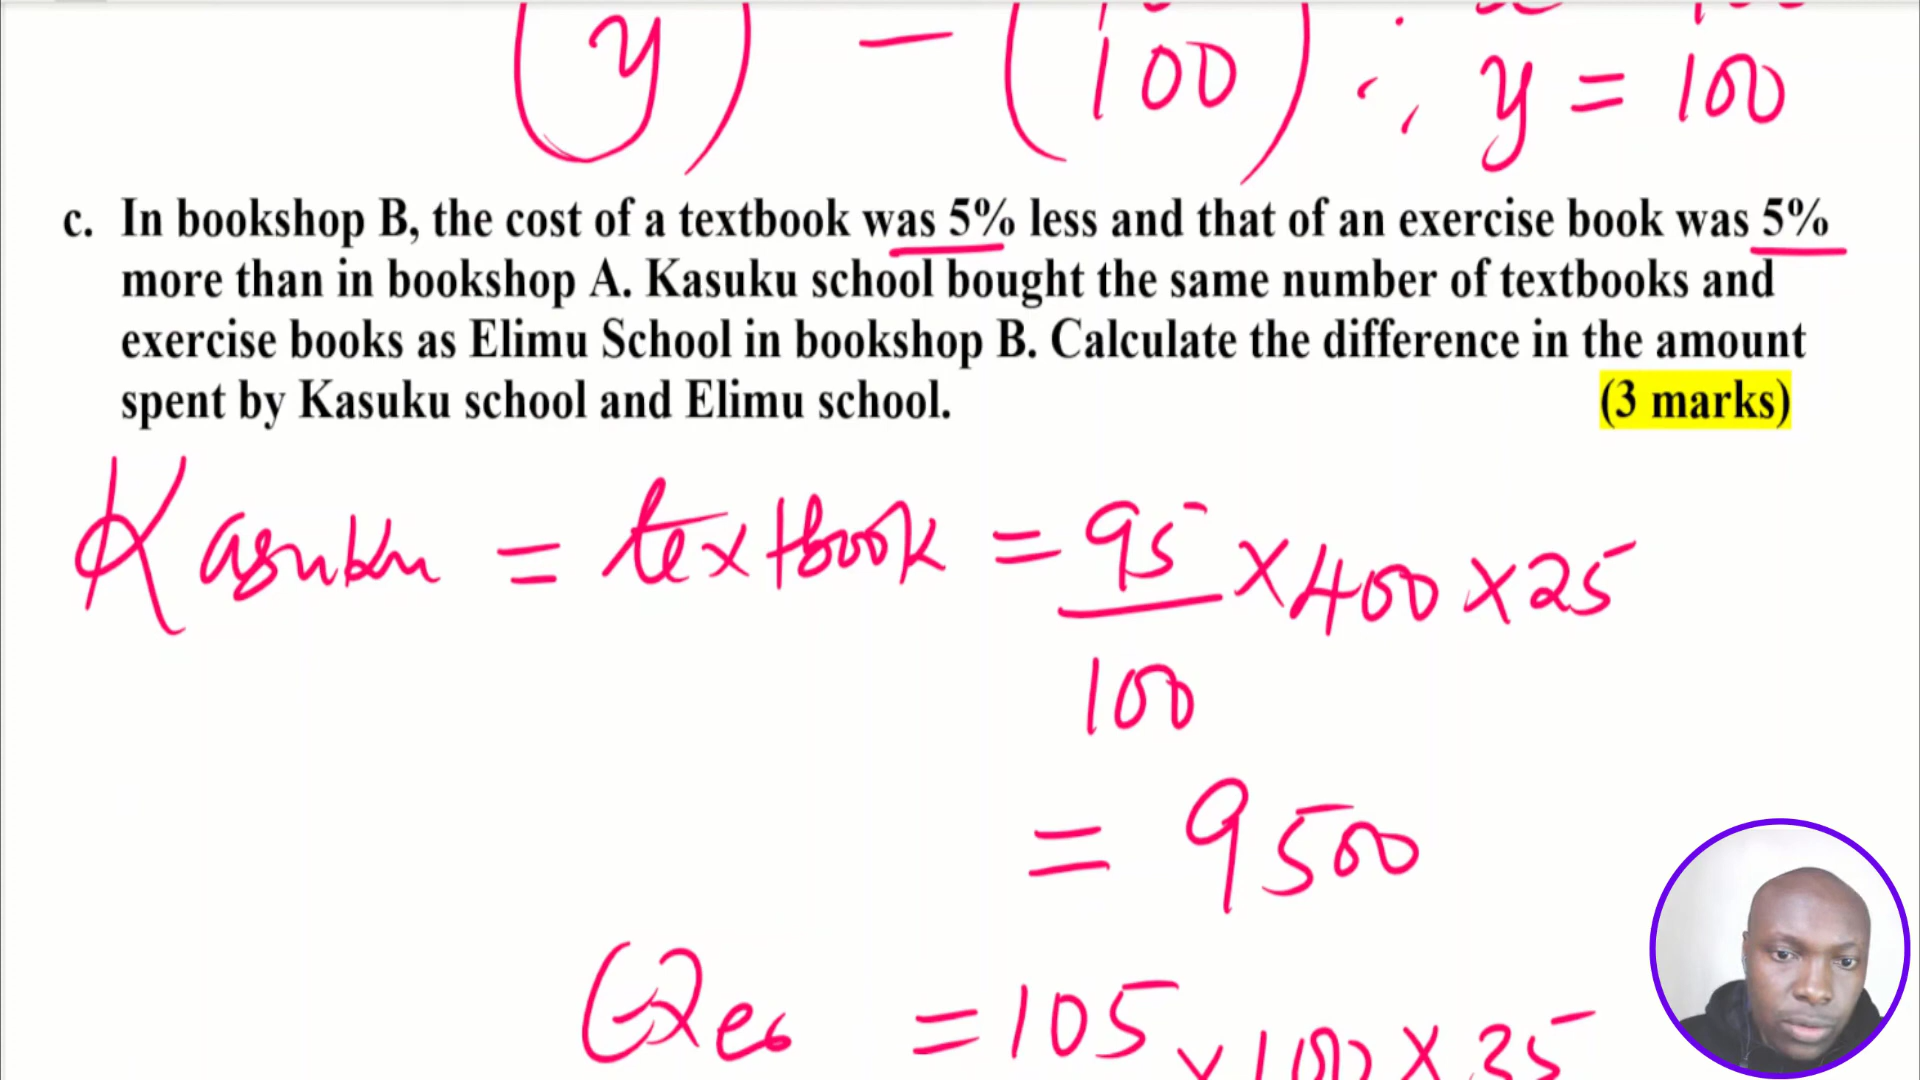 (y) - (100) ∴ y = 100
c. In bookshop B, the cost of a textbook was 5% less and that of an exercise book was 5%
more than in bookshop A. Kasuku school bought the same number of textbooks and
exercise books as Elimu School in bookshop B. Calculate the difference in the amount
spent by Kasuku school and Elimu school. (3 marks)
Kasuku = textbook = 95 × 400 × 25
100
= 9500
= 105 × 100 × 35